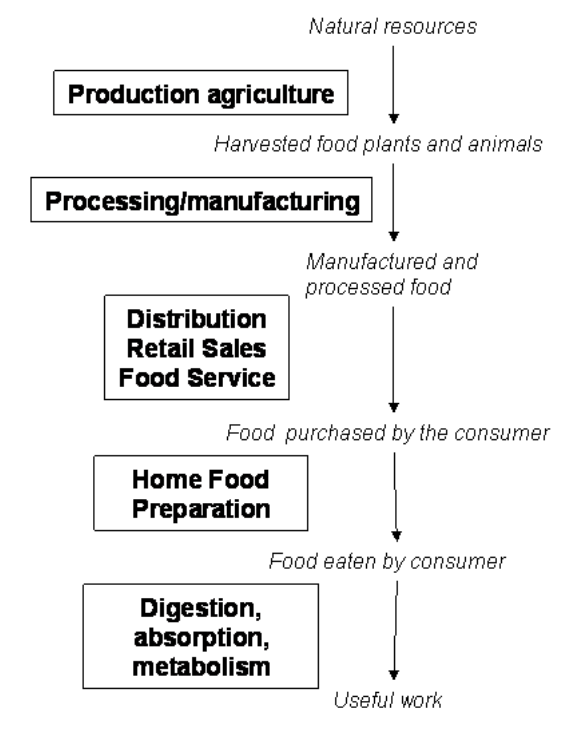 Natural resources
Production agriculture
Harvested food plants and animals
Processing/manufacturing
Manufactured and
processed food
Distribution
Retail Sales
Food Service
Food purchased by the consumer
Home Food
Preparation
Food eaten by consumer
Digestion,
absorption,
metabolism
Useful work